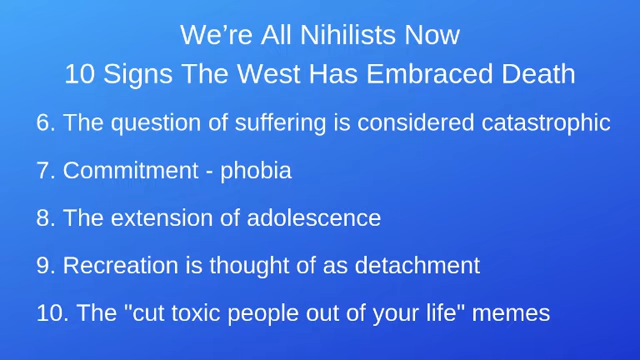 We’re All Nihilists Now
10 Signs The West Has Embraced Death
6. The question of suffering is considered catastrophic
7. Commitment - phobia
8. The extension of adolescence
9. Recreation is thought of as detachment
10. The "cut toxic people out of your life" memes